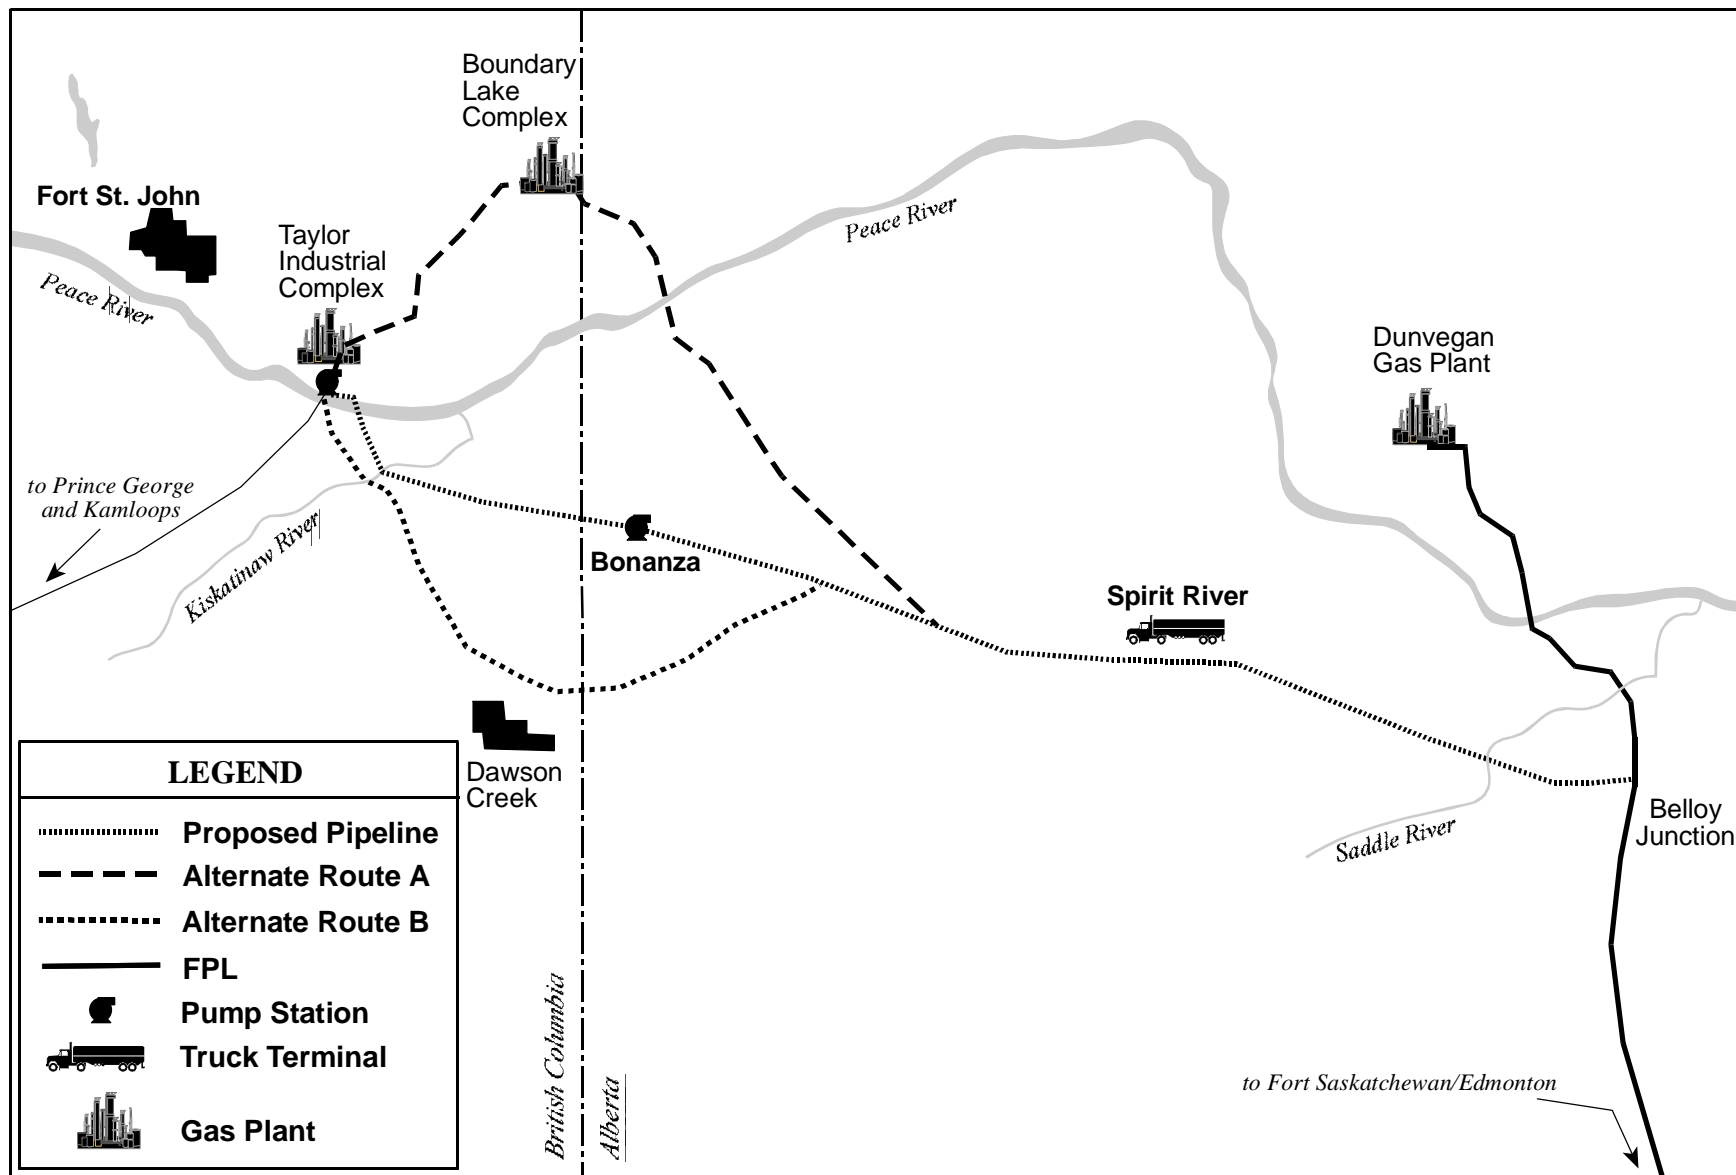 Boundary
Lake
Complex
Fort St. John
Taylor
Industrial
Complex
Peace River
Peace River
Dunvegan
Gas Plant
to Prince George
and Kamloops
Kiskatinaw River
Bonanza
Spirit River
Dawson
Creek
Belloy
Junction
Saddle River
LEGEND
Proposed Pipeline
Alternate Route A
Alternate Route B
FPL
Pump Station
Truck Terminal
Gas Plant
British Columbia
Alberta
to Fort Saskatchewan/Edmonton